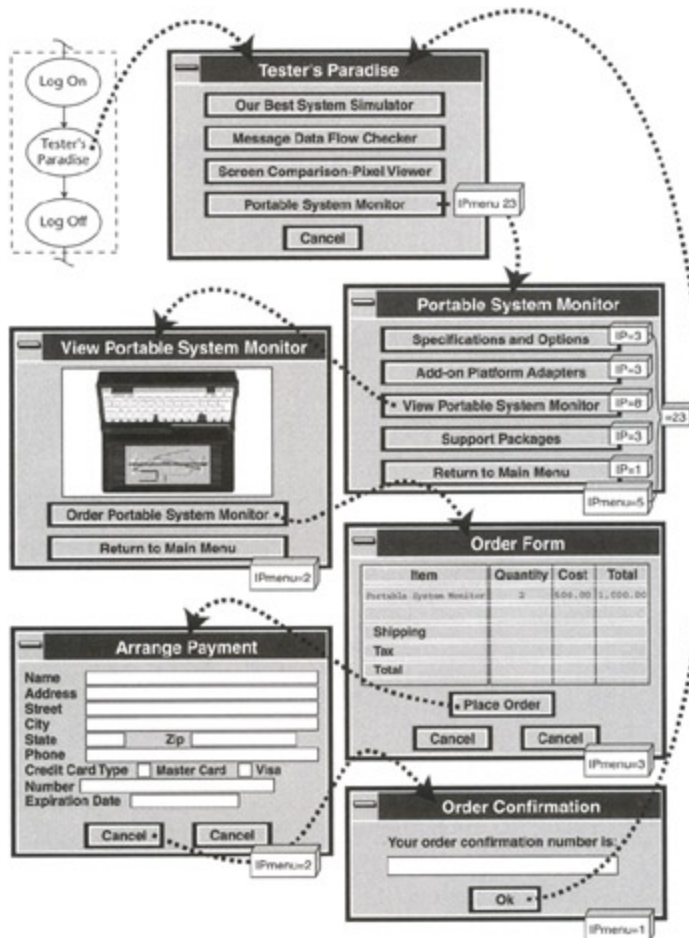 Log On
Tester's
Paradise
Log Off
Tester's Paradise
Our Best System Simulator
Message Data Flow Checker
Screen Comparison-Pixel Viewer
Portable System Monitor
IPmenu 23
Cancel
Portable System Monitor
Specifications and Options
IP=3
Add-on Platform Adapters
IP=3
View Portable System Monitor
IP=8
=23
Support Packages
IP=3
Return to Main Menu
IP=1
IPmenu=5
View Portable System Monitor
Order Portable System Monitor
Return to Main Menu
IPmenu=2
Order Form
Item Quantity Cost Total
Portable System Monitor 2 500.00 1,000.00
Shipping
Tax
Total
Place Order
Cancel Cancel
IPmenu=3
Arrange Payment
Name
Address
Street
City
State Zip
Phone
Credit Card Type Master Card Visa
Number
Expiration Date
Cancel Cancel
IPmenu=2
Order Confirmation
Your order confirmation number is:
Ok
IPmenu=1